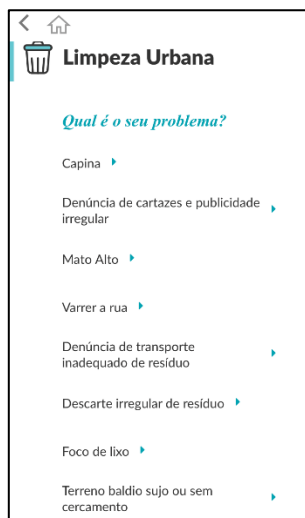 Limpeza Urbana
Qual é o seu problema?
Capina
Denúncia de cartazes e publicidade
irregular
Mato Alto
Varrer a rua
Denúncia de transporte
inadequado de resíduo
Descarte irregular de resíduo
Foco de lixo
Terreno baldio sujo ou sem
cercamento